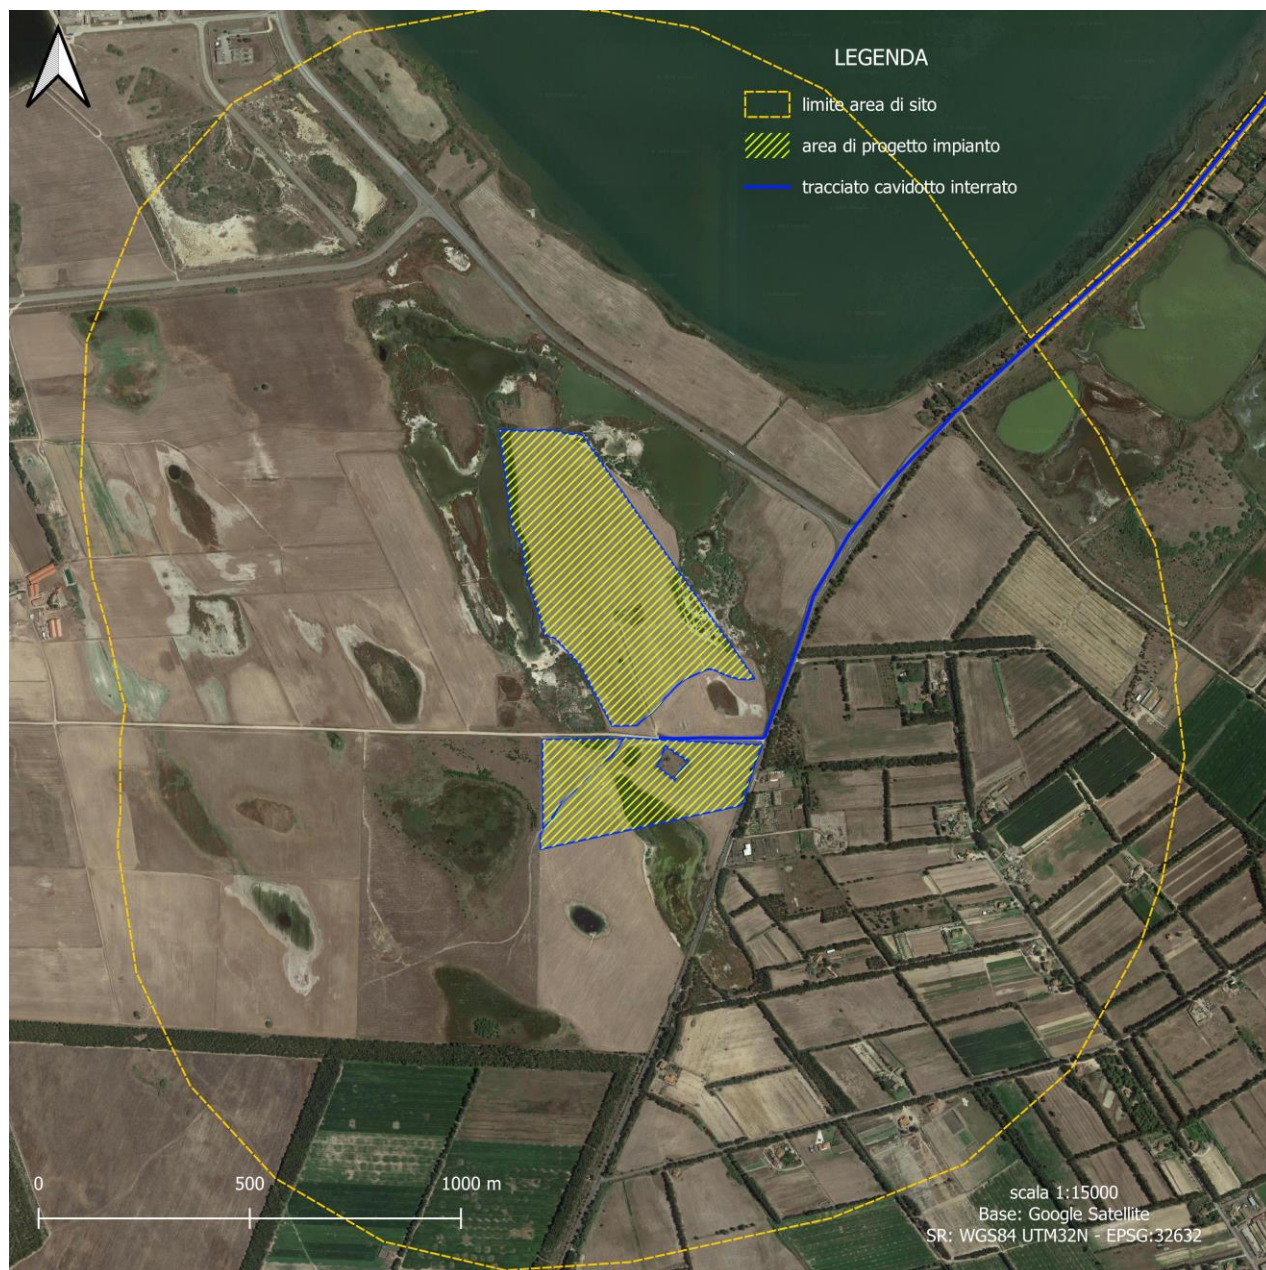 LEGENDA
limite area di sito
area di progetto impianto
tracciato cavidotto interrato
0 500 1000 m
scala 1:15000
Base: Google Satellite
SR: WGS84 UTM32N - EPSG:32632